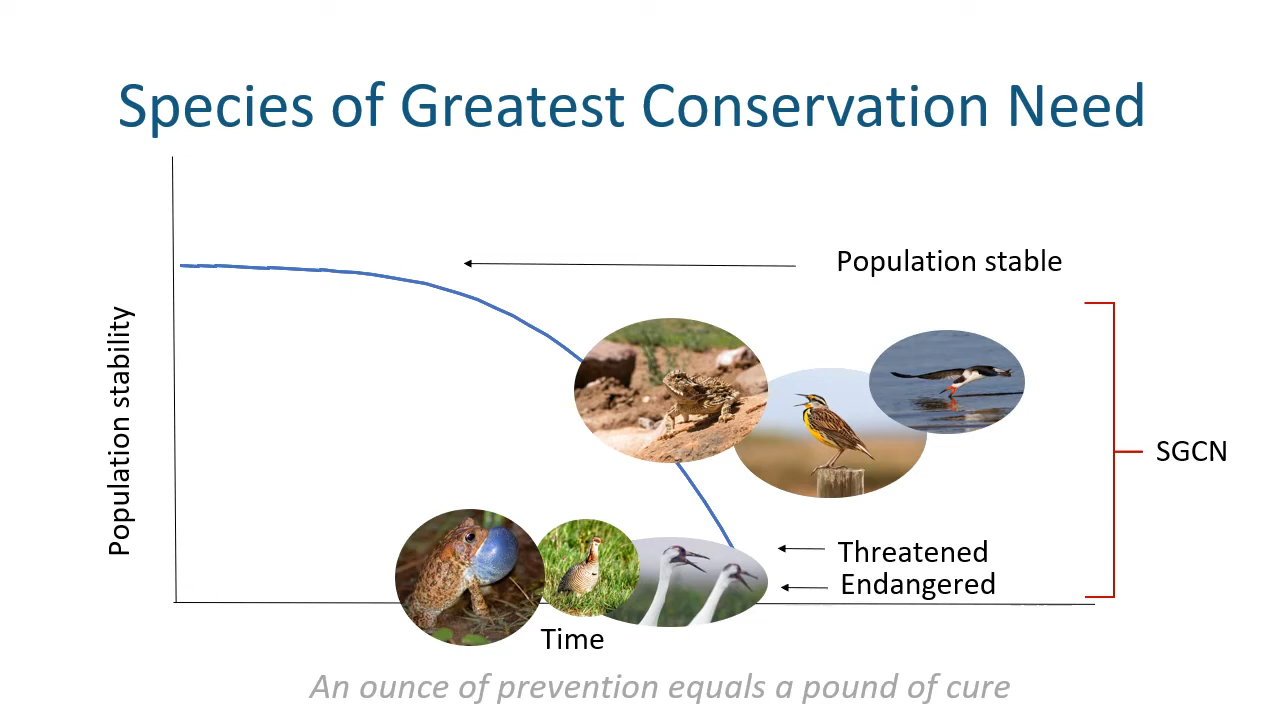 Species of Greatest Conservation Need
Population stable
Population stability
SGCN
Threatened
Endangered
Time
An ounce of prevention equals a pound of cure